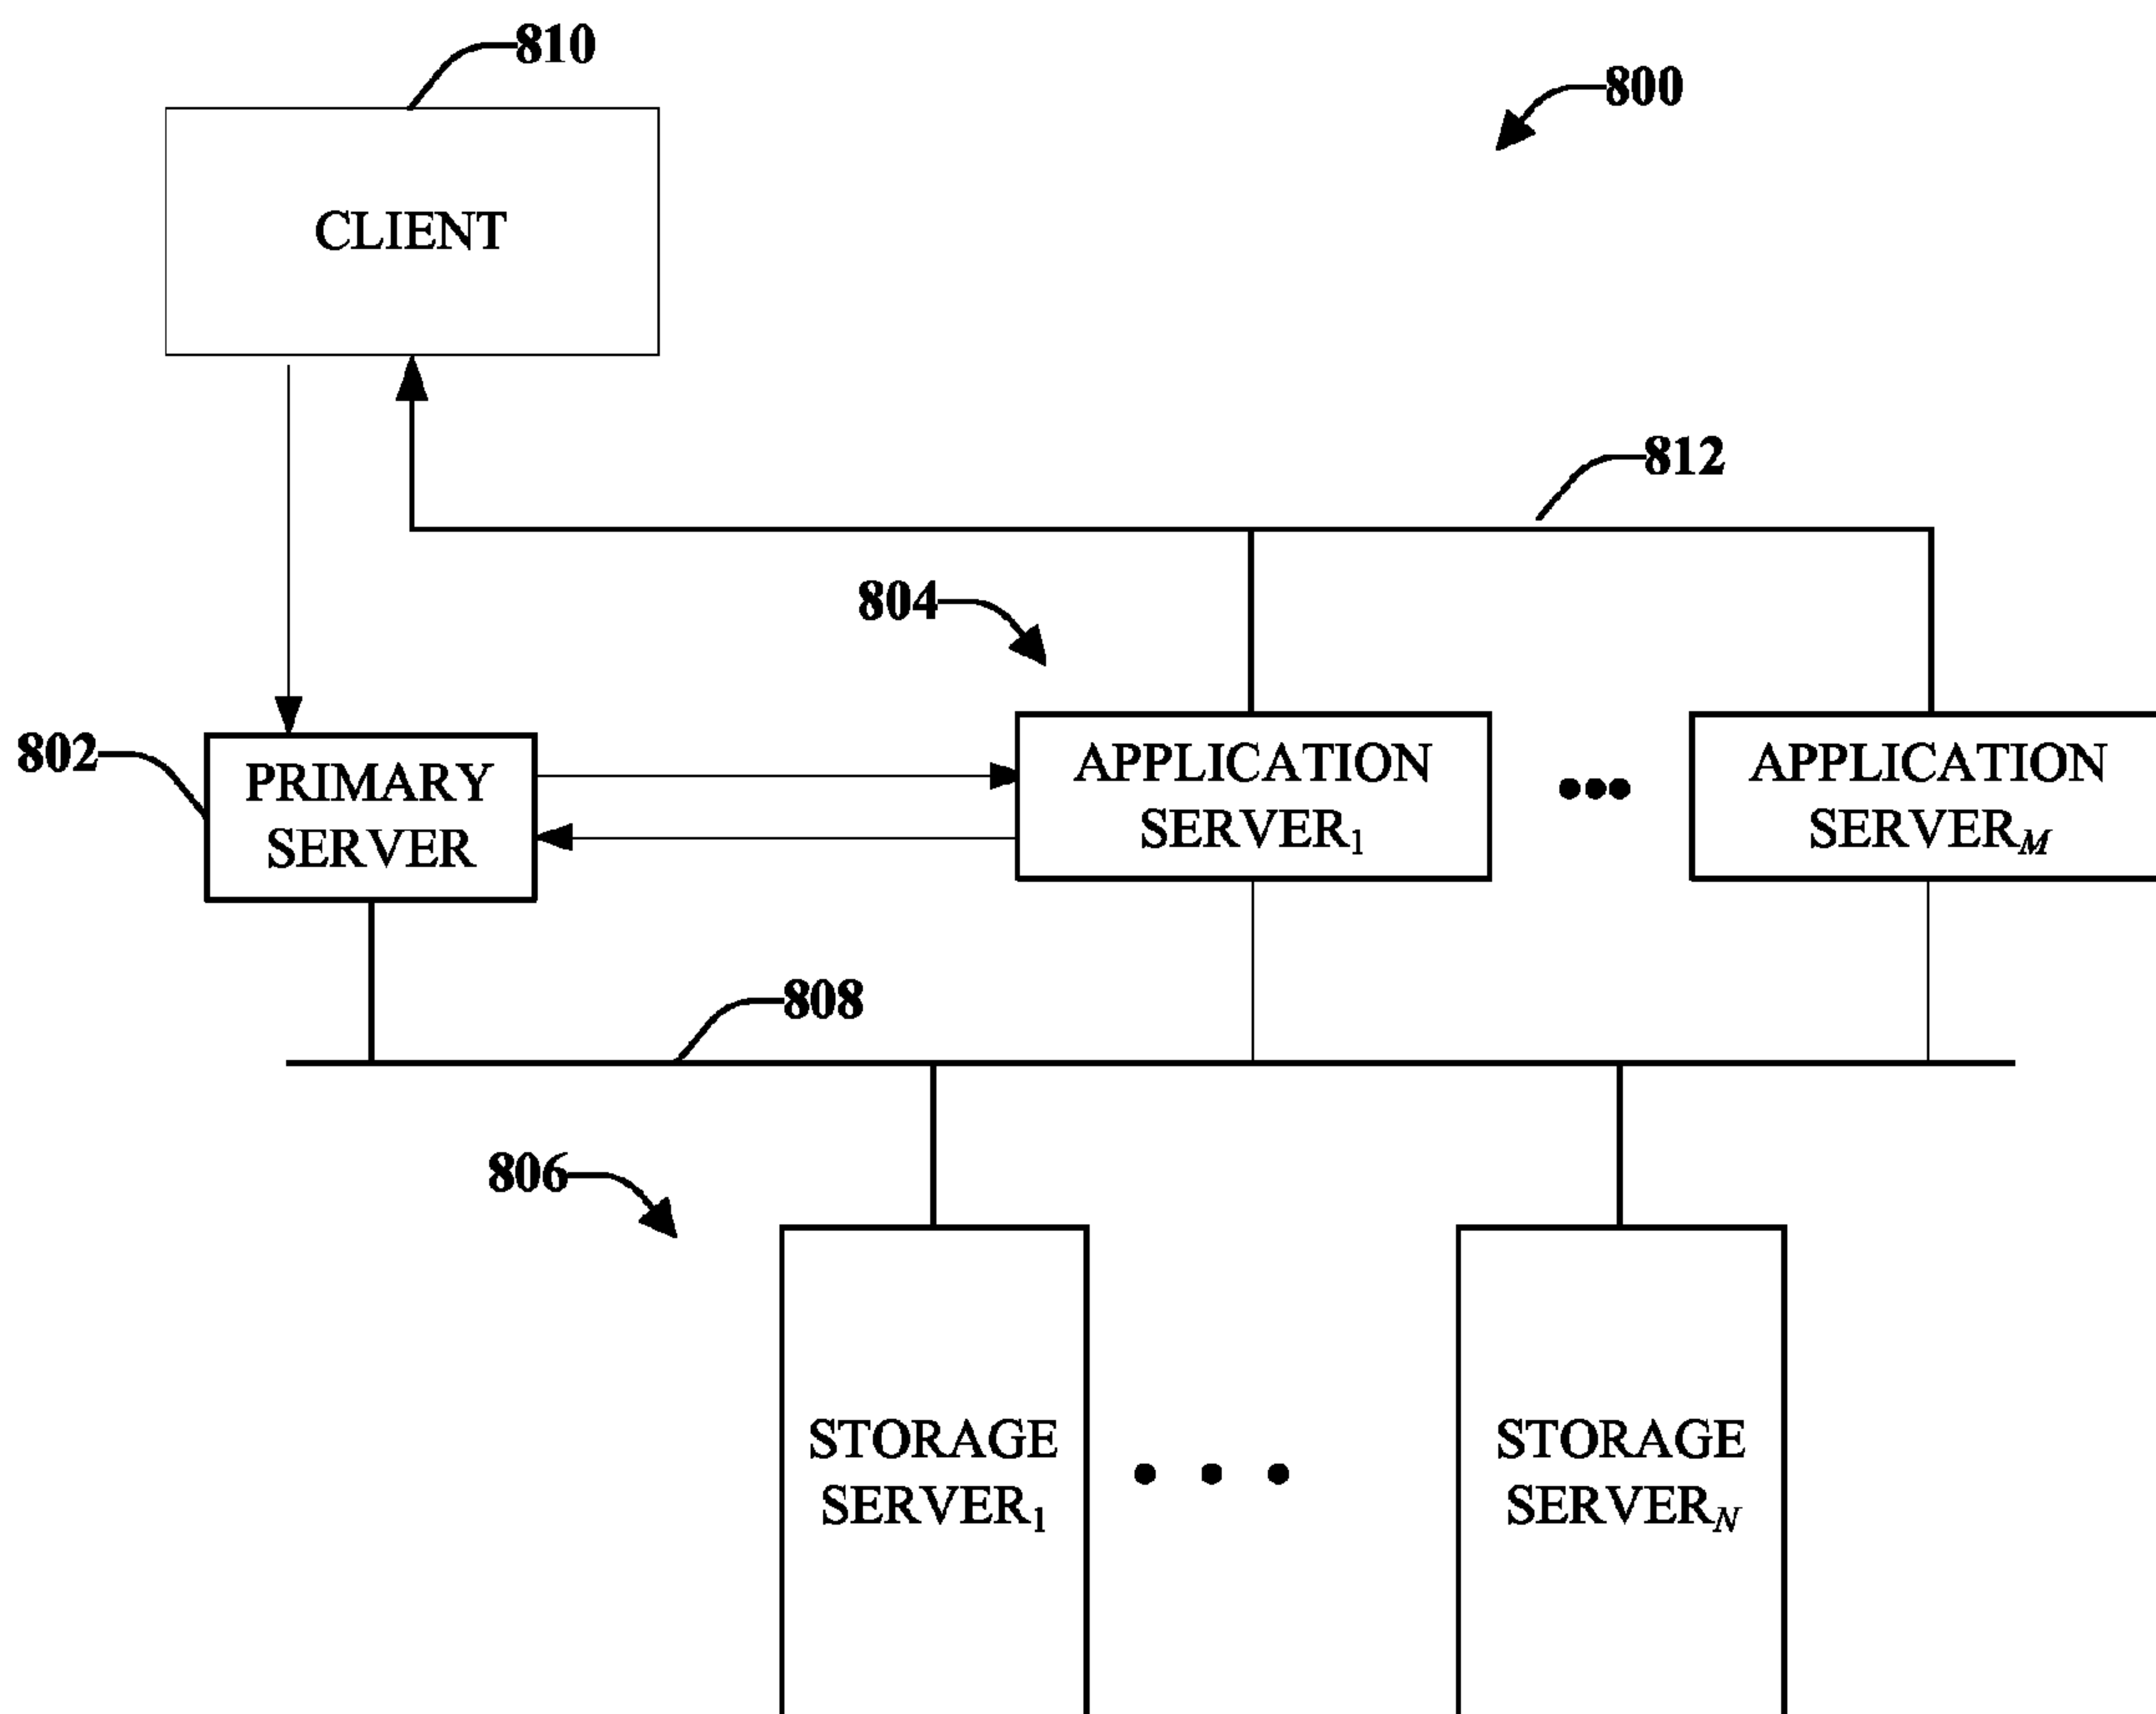 810
800
CLIENT
812
804
802
PRIMARY
SERVER
APPLICATION
SERVER1
•••
APPLICATION
SERVERM
808
806
STORAGE
SERVER1
• • •
STORAGE
SERVERN